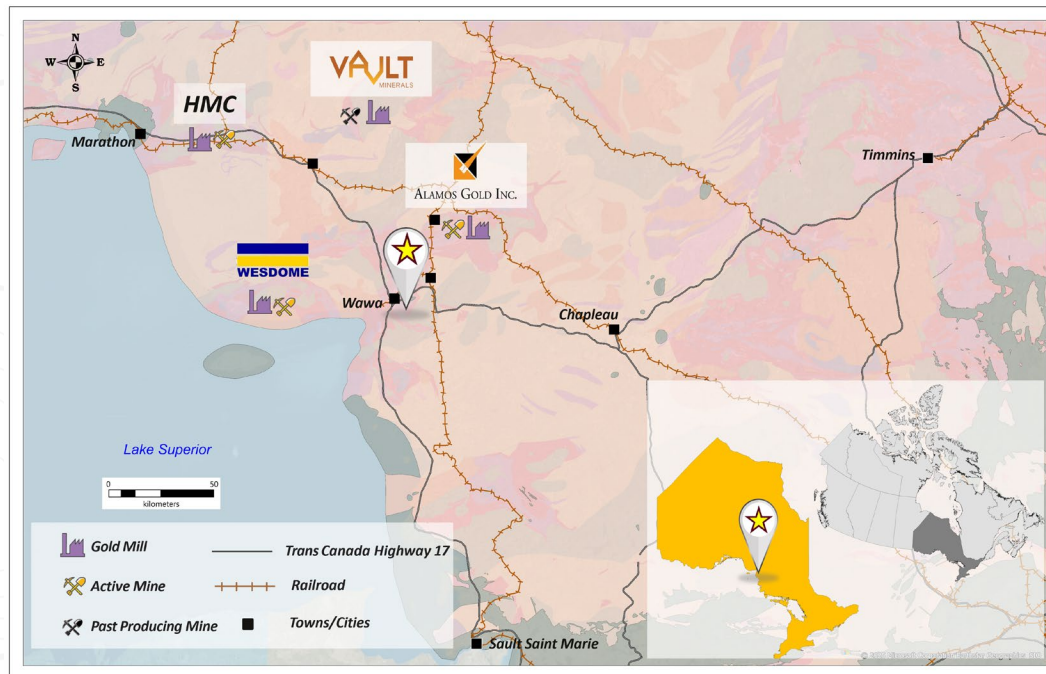 N
W
E
S
VAULT
MINERALS
HMC
Marathon
Timmins
ALAMOS GOLD INC.
WESDOME
Wawa
Chapleau
Lake Superior
0 50
kilometers
Gold Mill
Trans Canada Highway 17
Active Mine
Railroad
Past Producing Mine
Towns/Cities
Sault Saint Marie